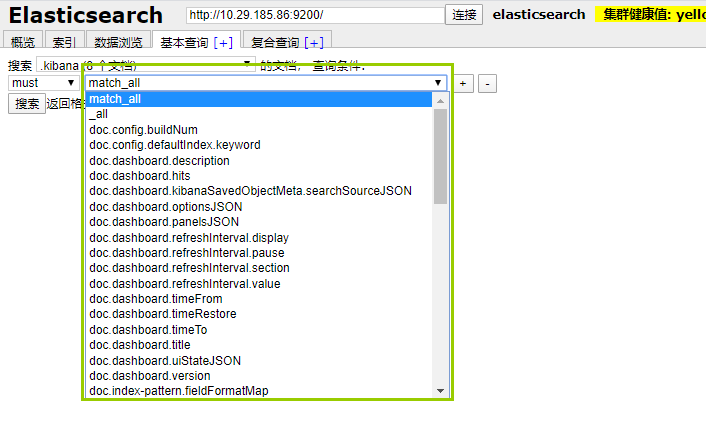 Elasticsearch http://10.29.185.86:9200/ 连接 elasticsearch 集群健康值: yello
概览 索引 数据浏览 基本查询 [+] 复合查询 [+]
搜索 .kibana (8 个文档) 的文档, 查询条件:
must match_all + -
搜索 返回格
match_all
_all
doc.config.buildNum
doc.config.defaultIndex.keyword
doc.dashboard.description
doc.dashboard.hits
doc.dashboard.kibanaSavedObjectMeta.searchSourceJSON
doc.dashboard.optionsJSON
doc.dashboard.panelsJSON
doc.dashboard.refreshInterval.display
doc.dashboard.refreshInterval.pause
doc.dashboard.refreshInterval.section
doc.dashboard.refreshInterval.value
doc.dashboard.timeFrom
doc.dashboard.timeRestore
doc.dashboard.timeTo
doc.dashboard.title
doc.dashboard.uiStateJSON
doc.dashboard.version
doc.index-pattern.fieldFormatMap